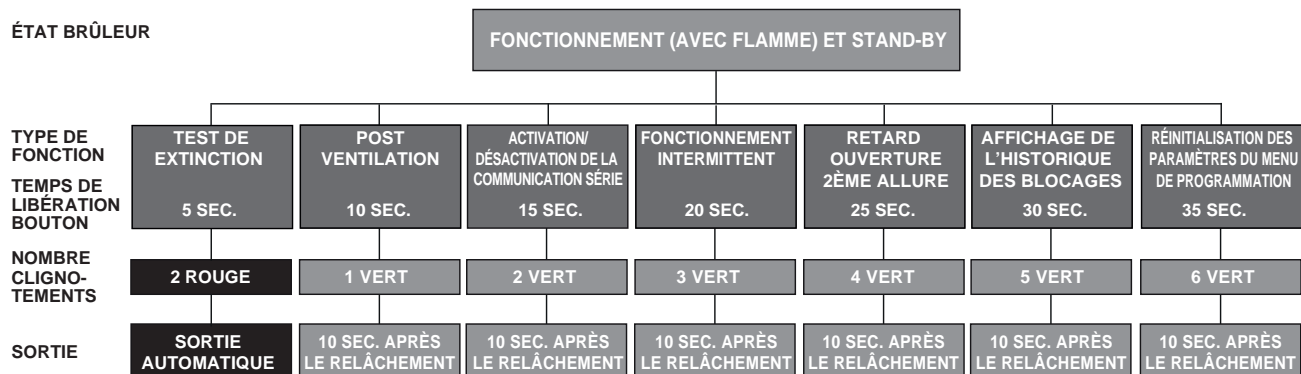 ÉTAT BRÛLEUR
FONCTIONNEMENT (AVEC FLAMME) ET STAND-BY
TYPE DE
FONCTION
TEMPS DE
LIBÉRATION
BOUTON
TEST DE
EXTINCTION
5 SEC.
POST
VENTILATION
10 SEC.
ACTIVATION/
DÉSACTIVATION DE LA
COMMUNICATION SÉRIE
15 SEC.
FONCTIONNEMENT
INTERMITTENT
20 SEC.
RETARD
OUVERTURE
2ÈME ALLURE
25 SEC.
AFFICHAGE DE
L'HISTORIQUE
DES BLOCAGES
30 SEC.
RÉINITIALISATION DES
PARAMÈTRES DU MENU
DE PROGRAMMATION
35 SEC.
NOMBRE
CLIGNO-
TEMENTS
2 ROUGE
1 VERT
2 VERT
3 VERT
4 VERT
5 VERT
6 VERT
SORTIE
SORTIE
AUTOMATIQUE
10 SEC. APRÈS
LE RELÂCHEMENT
10 SEC. APRÈS
LE RELÂCHEMENT
10 SEC. APRÈS
LE RELÂCHEMENT
10 SEC. APRÈS
LE RELÂCHEMENT
10 SEC. APRÈS
LE RELÂCHEMENT
10 SEC. APRÈS
LE RELÂCHEMENT